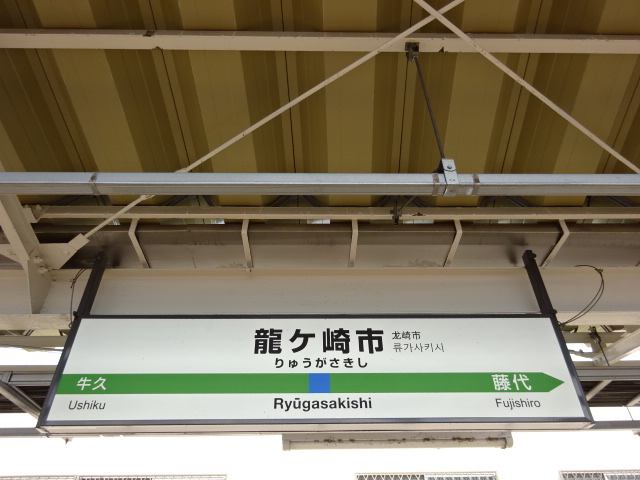 龍ケ崎市
龙崎市
류가사키시
りゅうがさきし
牛久
藤代
Ushiku
Ryūgasakishi
Fujishiro